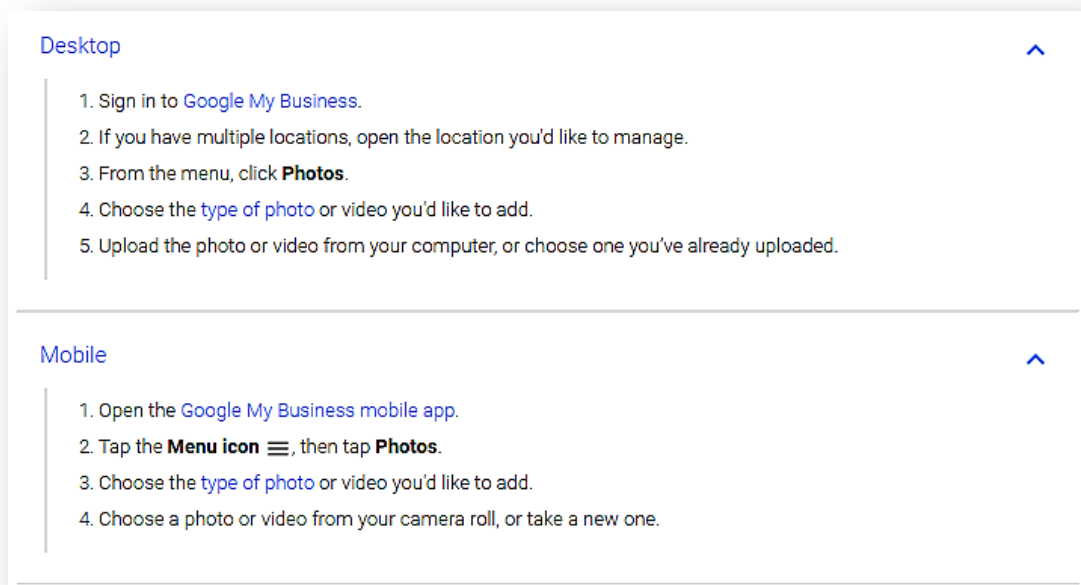 Desktop
1. Sign in to Google My Business.
2. If you have multiple locations, open the location you'd like to manage.
3. From the menu, click Photos.
4. Choose the type of photo or video you'd like to add.
5. Upload the photo or video from your computer, or choose one you've already uploaded.
Mobile
1. Open the Google My Business mobile app.
2. Tap the Menu icon , then tap Photos.
3. Choose the type of photo or video you'd like to add.
4. Choose a photo or video from your camera roll, or take a new one.